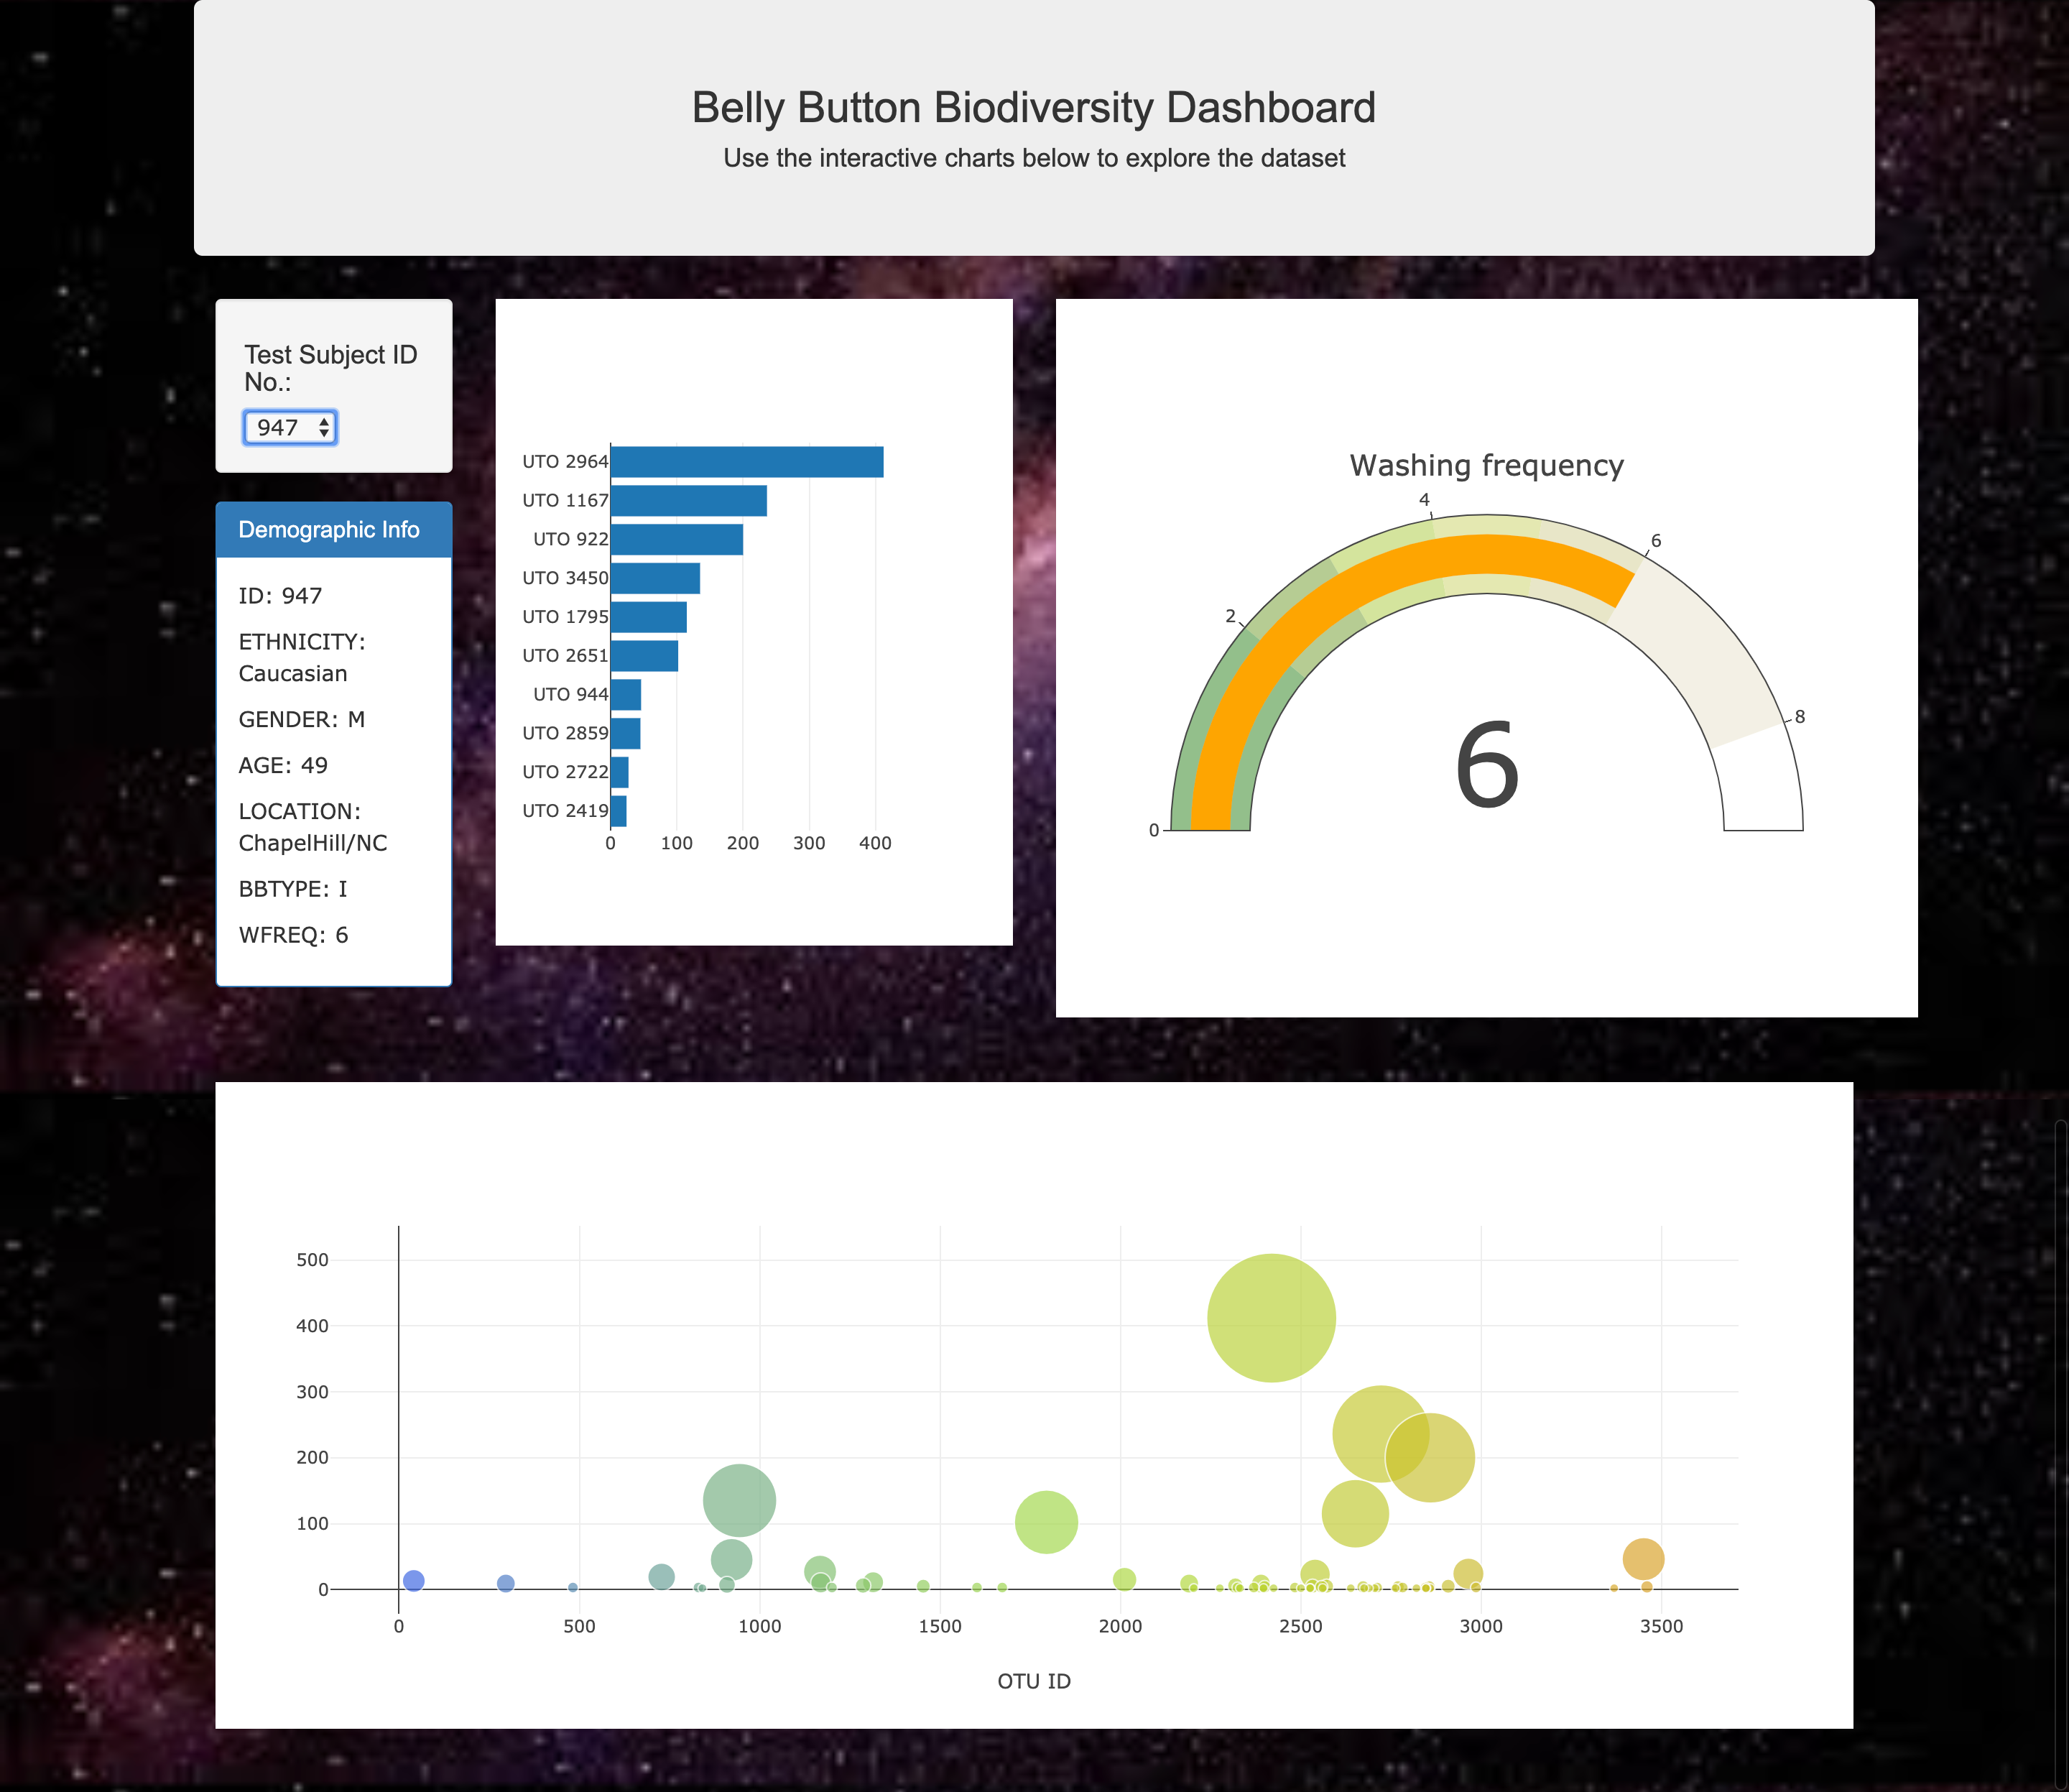 Belly Button Biodiversity Dashboard
Use the interactive charts below to explore the dataset
Test Subject ID
No.:
947
Demographic Info
ID: 947
ETHNICITY:
Caucasian
GENDER: M
AGE: 49
LOCATION:
ChapelHill/NC
BBTYPE: I
WFREQ: 6
UTO 2964
UTO 1167
UTO 922
UTO 3450
UTO 1795
UTO 2651
UTO 944
UTO 2859
UTO 2722
UTO 2419
0 100 200 300 400
Washing frequency
0
2
4
6
8
6
500
400
300
200
100
0
0 500 1000 1500 2000 2500 3000 3500
OTU ID